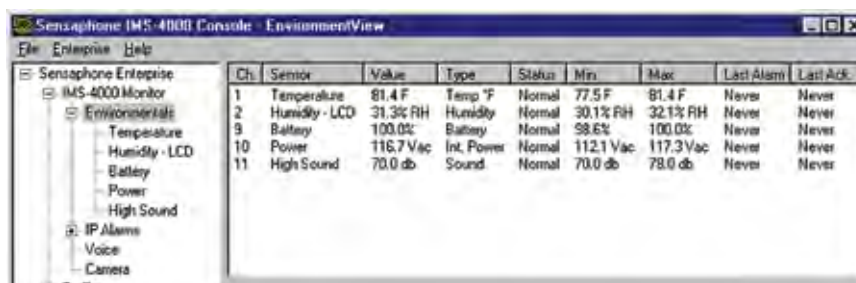 Sensaphone IMS-4000 Console - EnvironmentView
File Enterprise Help
Sensaphone Enterprise
IMS-4000 Monitor
Environmentals
Temperature
Humidity - LCD
Battery
Power
High Sound
IP Alarms
Voice
Camera
Ch. Sensor Value Type Status Min Max Last Alarm Last Ack.
1 Temperature 81.4 F Temp °F Normal 77.5 F 81.4 F Never Never
2 Humidity - LCD 31.3% RH Humidity Normal 30.1% RH 32.1% RH Never Never
9 Battery 100.0% Battery Normal 98.6% 100.0% Never Never
10 Power 116.7 Vac Int. Power Normal 112.1 Vac 117.3 Vac Never Never
11 High Sound 70.0 db Sound Normal 70.0 db 78.0 db Never Never